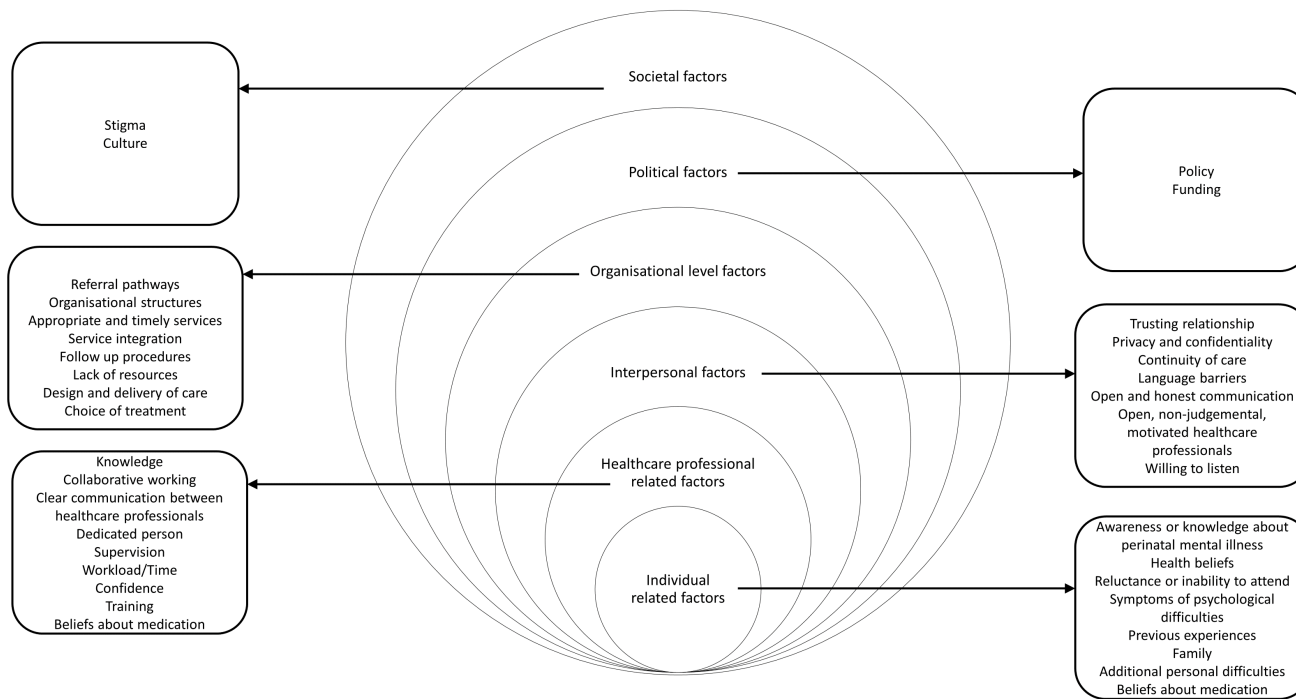 Societal factors
Stigma
Culture
Political factors
Policy
Funding
Organisational level factors
Referral pathways
Organisational structures
Appropriate and timely services
Service integration
Follow up procedures
Lack of resources
Design and delivery of care
Choice of treatment
Interpersonal factors
Trusting relationship
Privacy and confidentiality
Continuity of care
Language barriers
Open and honest communication
Open, non-judgemental,
motivated healthcare
professionals
Willing to listen
Healthcare professional
related factors
Knowledge
Collaborative working
Clear communication between
healthcare professionals
Dedicated person
Supervision
Workload/Time
Confidence
Training
Beliefs about medication
Individual
related factors
Awareness or knowledge about
perinatal mental illness
Health beliefs
Reluctance or inability to attend
Symptoms of psychological
difficulties
Previous experiences
Family
Additional personal difficulties
Beliefs about medication